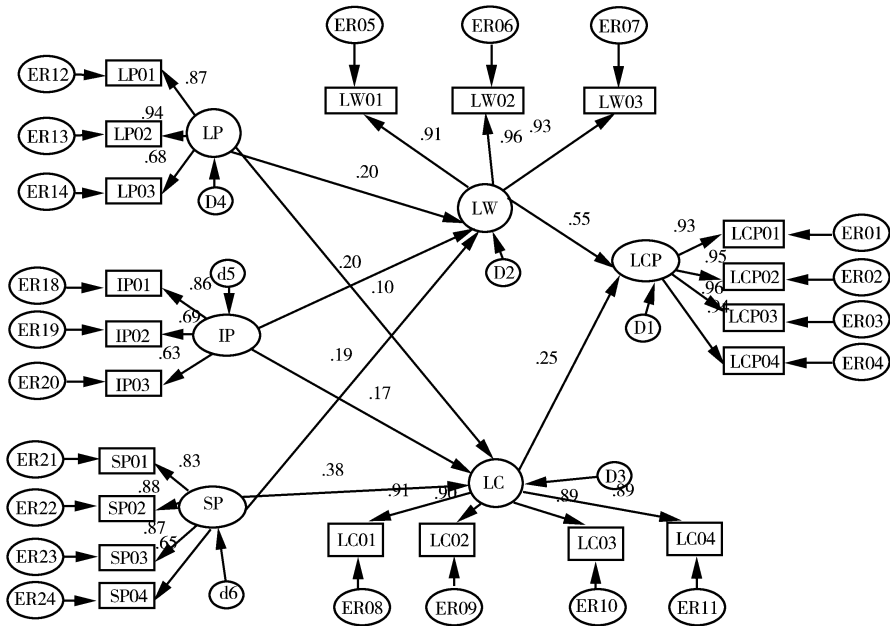 ER05
ER06
ER07
ER12
LP01
.87
LW01
LW02
LW03
ER13
LP02
.94
LP
.91
.96
.93
ER14
LP03
.68
D4
.20
LW
.55
D2
LCP
.93
LCP01
ER01
.95
LCP02
ER02
.96
LCP03
ER03
.94
LCP04
ER04
D1
ER18
IP01
.86
d5
.20
.10
ER19
IP02
.69
IP
ER20
IP03
.63
.19
.17
.25
ER21
SP01
.83
.38
LC
D3
ER22
SP02
.88
SP
.91
.90
.89
.89
ER23
SP03
.87
.65
LC01
LC02
LC03
LC04
ER24
SP04
d6
ER08
ER09
ER10
ER11